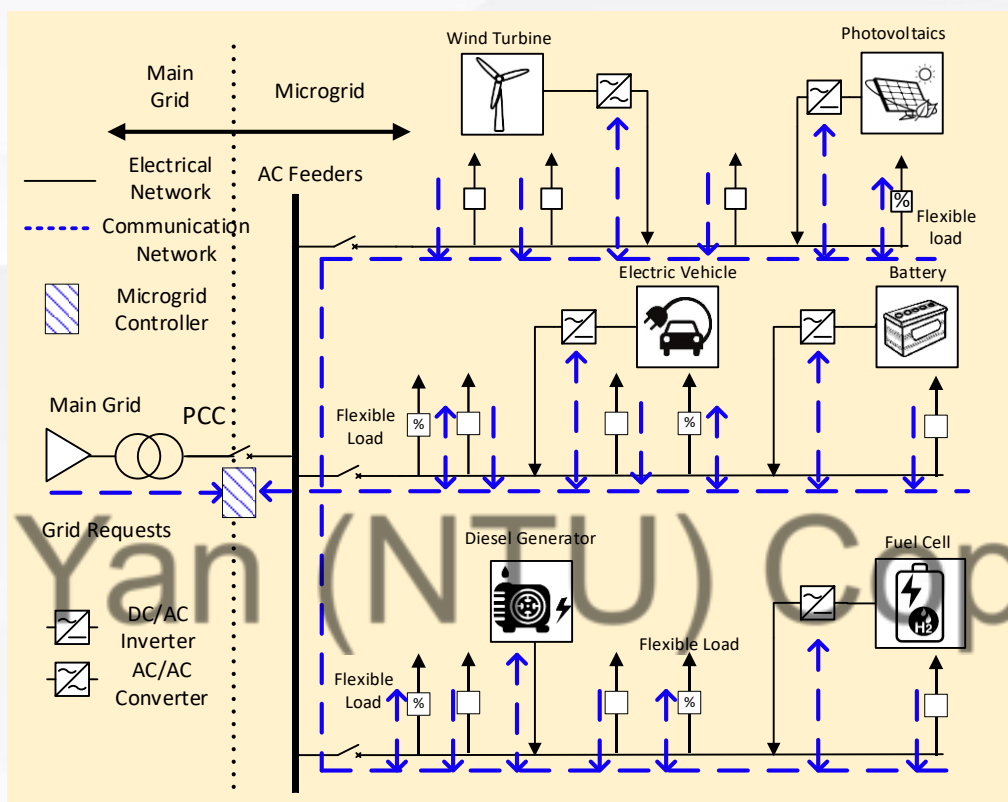 Wind Turbine
Photovoltaics
Main
Grid
Microgrid
Electrical
Network
AC Feeders
Communication
Network
%
Flexible
load
Microgrid
Controller
Electric Vehicle
Battery
Main Grid
PCC
Flexible
Load
%
%
Grid Requests
Yan (NTU) Cop
Diesel Generator
Fuel Cell
H2
DC/AC
Inverter
AC/AC
Converter
Flexible
Load
%
Flexible Load
%